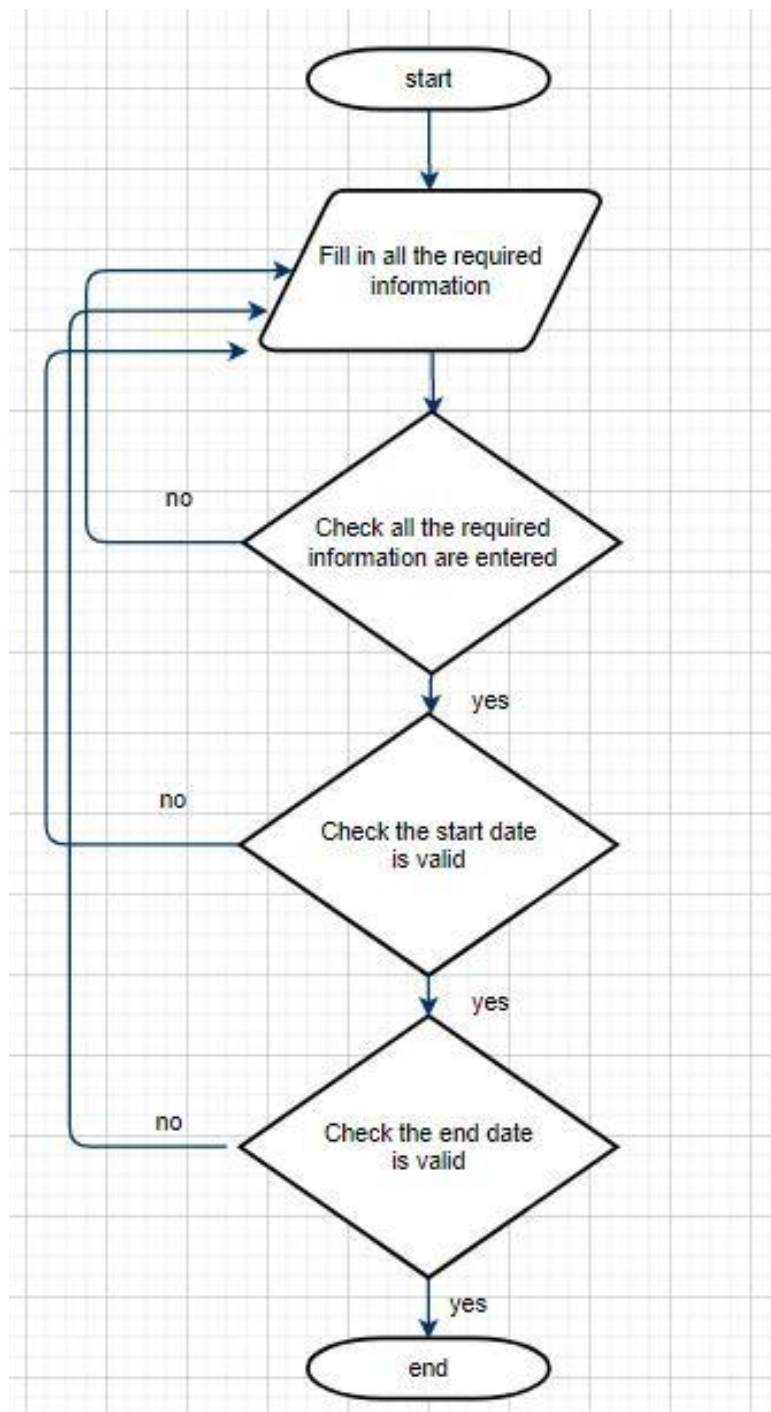 start
Fill in all the required
information
no
Check all the required
information are entered
yes
no
Check the start date
is valid
yes
no
Check the end date
is valid
yes
end